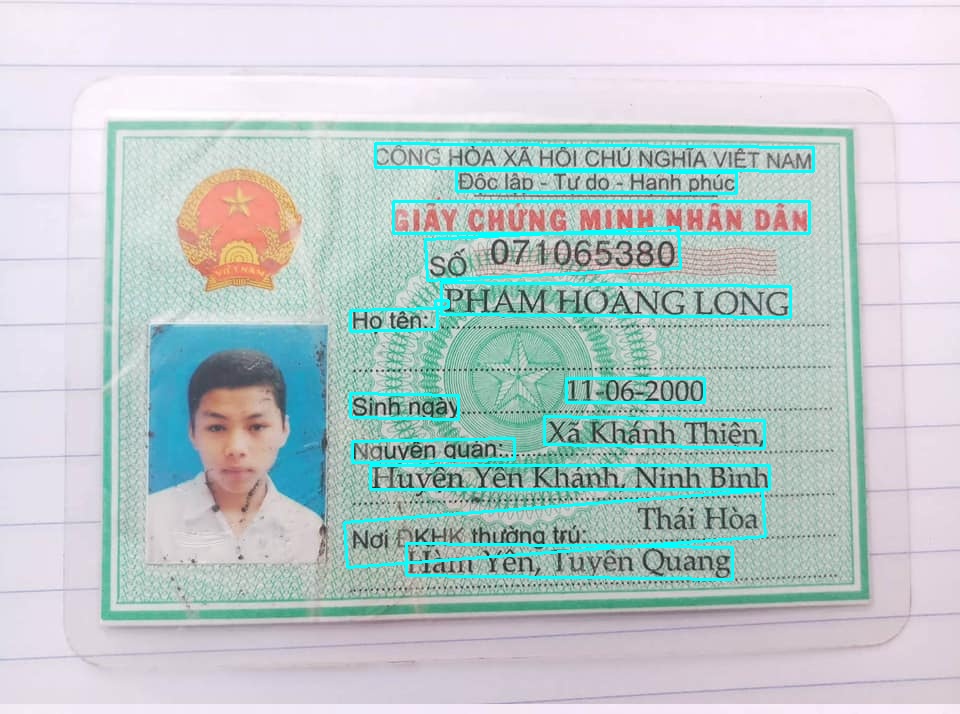 CỘNG HÒA XÃ HỘI CHỦ NGHĨA VIỆT NAM
Độc lập - Tự do - Hạnh phúc
GIẤY CHỨNG MINH NHÂN DÂN
SỐ 071065380
Họ tên: PHẠM HOÀNG LONG
Sinh ngày 11-06-2000
Nguyên quán: Xã Khánh Thiện,
Huyện Yên Khánh, Ninh Bình
Nơi ĐKHK thường trú: Thái Hòa
Hàm Yên, Tuyên Quang
VIỆT NAM